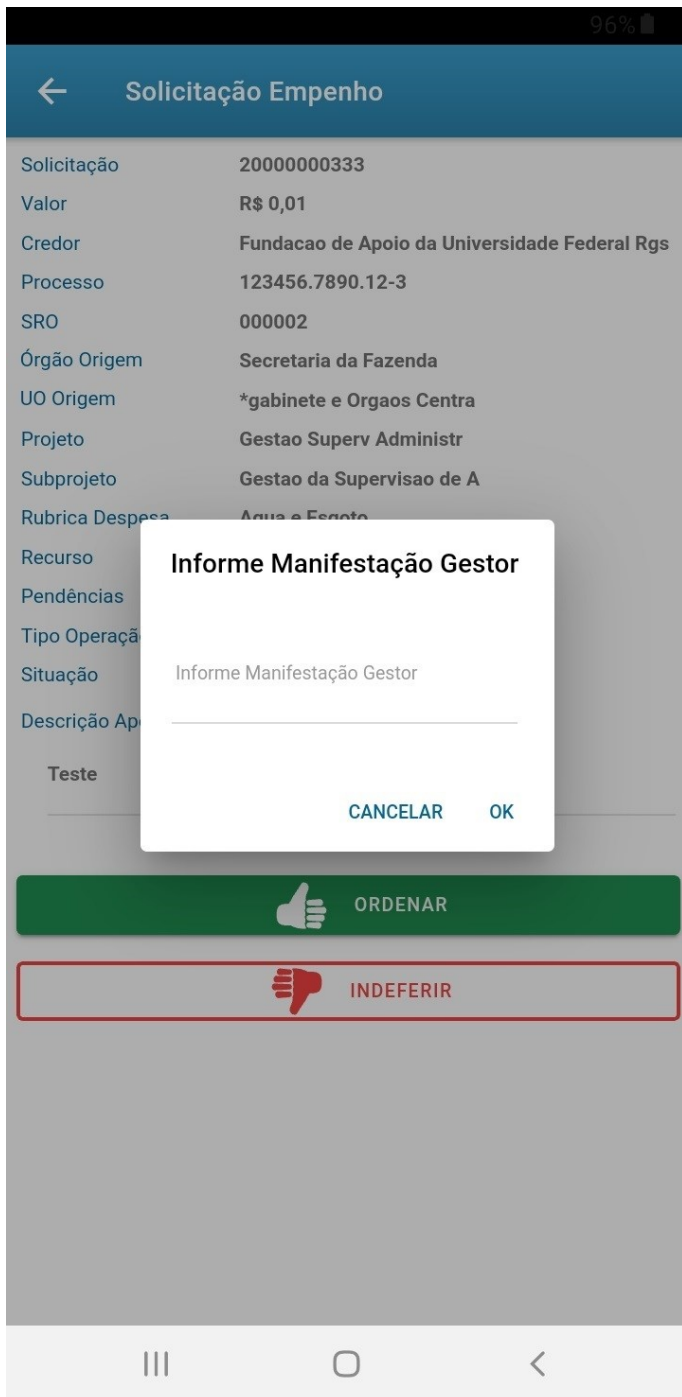 96%
Solicitação Empenho
Solicitação 20000000333
Valor R$ 0,01
Credor Fundacao de Apoio da Universidade Federal Rgs
Processo 123456.7890.12-3
SRO 000002
Órgão Origem Secretaria da Fazenda
UO Origem *gabinete e Orgaos Centra
Projeto Gestao Superv Administr
Subprojeto Gestao da Supervisao de A
Rubrica Despesa Agua e Esgoto
Recurso
Pendências
Tipo Operaçã
Situação
Descrição Ap
Teste
Informe Manifestação Gestor
Informe Manifestação Gestor
CANCELAR OK
ORDENAR
INDEFERIR